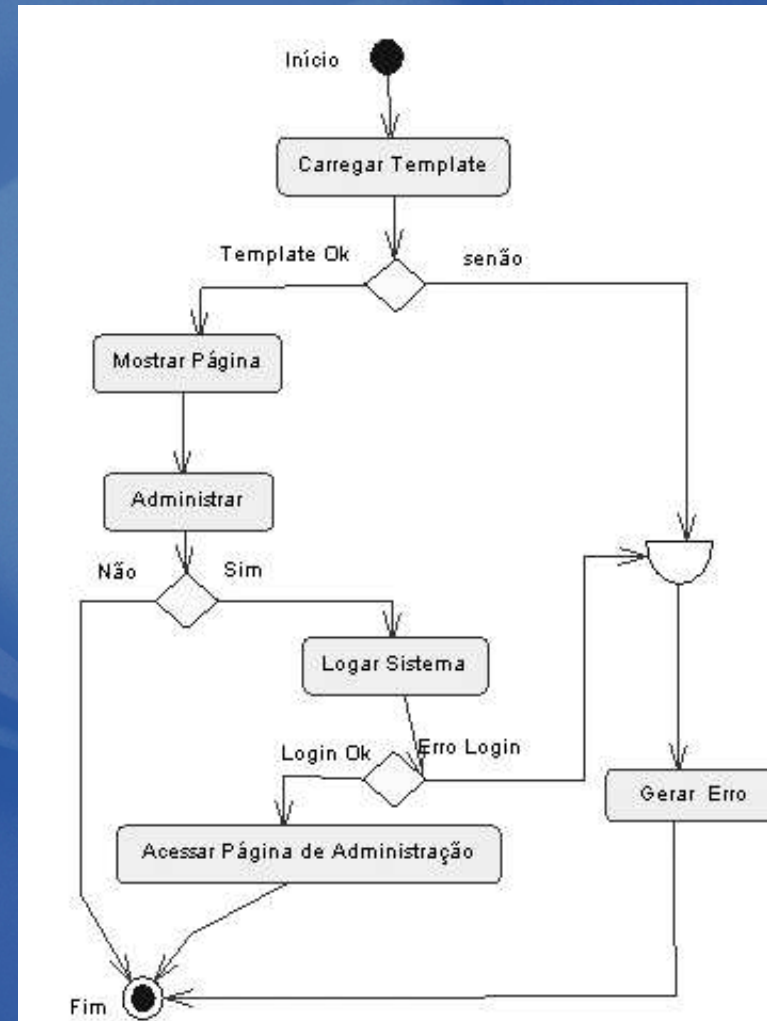 Início
Carregar Template
Template Ok
senão
Mostrar Página
Administrar
Não
Sim
Logar Sistema
Login Ok
Erro Login
Gerar Erro
Acessar Página de Administração
Fim